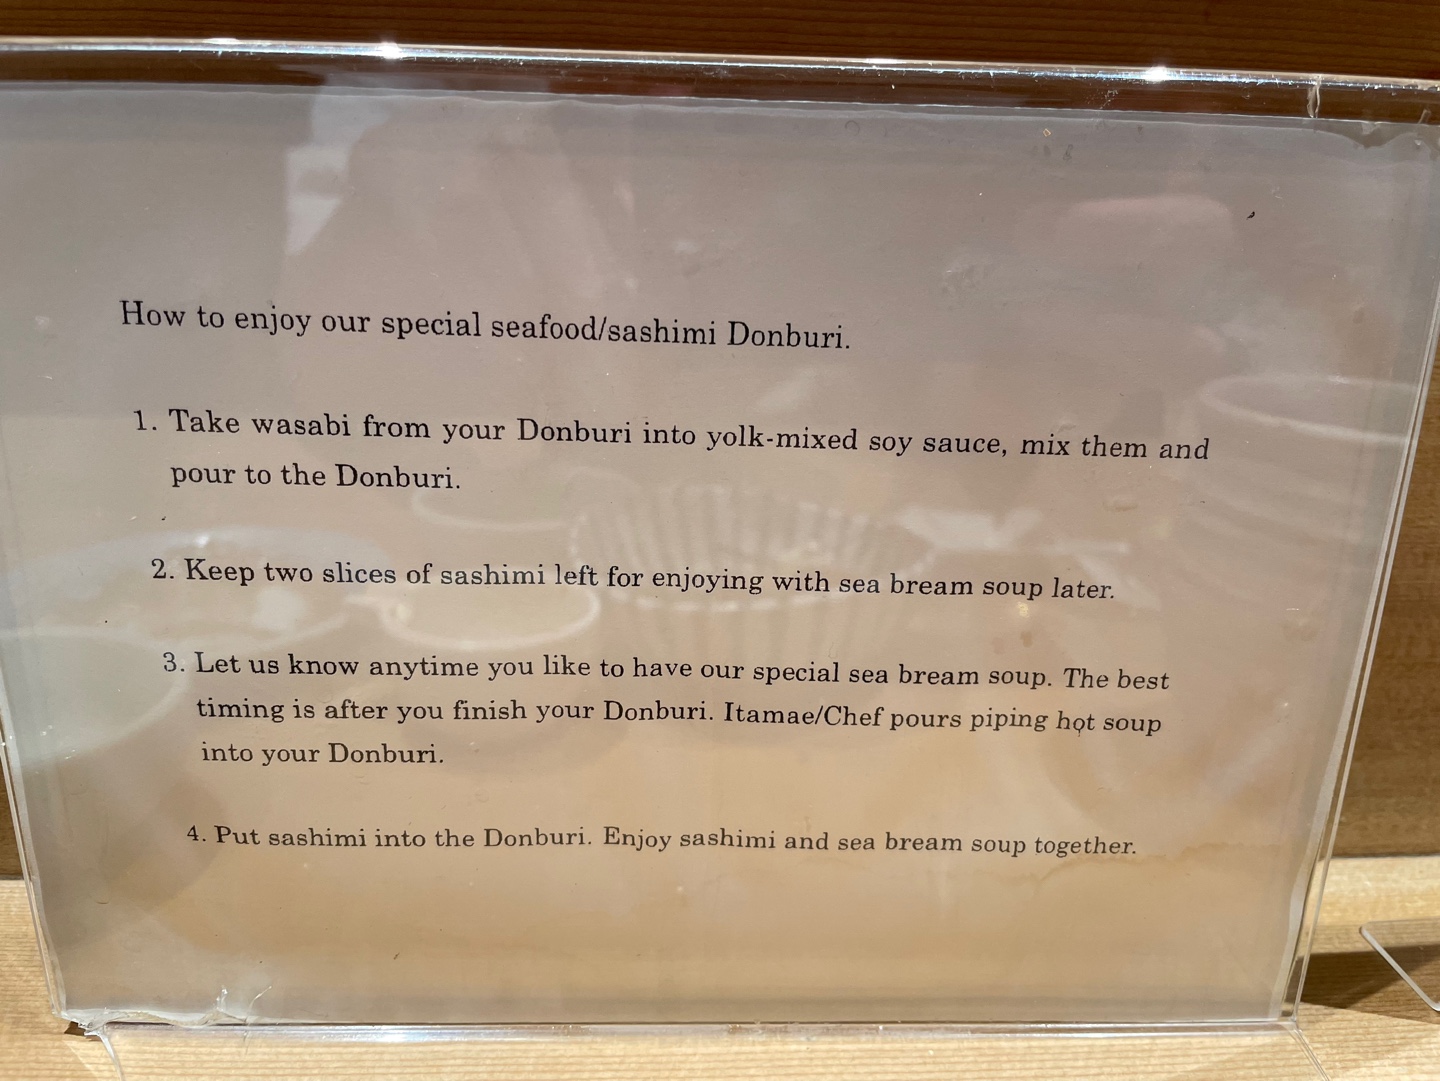 How to enjoy our special seafood/sashimi Donburi.
1. Take wasabi from your Donburi into yolk-mixed soy sauce, mix them and
pour to the Donburi.
2. Keep two slices of sashimi left for enjoying with sea bream soup later.
3. Let us know anytime you like to have our special sea bream soup. The best
timing is after you finish your Donburi. Itamae/Chef pours piping hot soup
into your Donburi.
4. Put sashimi into the Donburi. Enjoy sashimi and sea bream soup together.